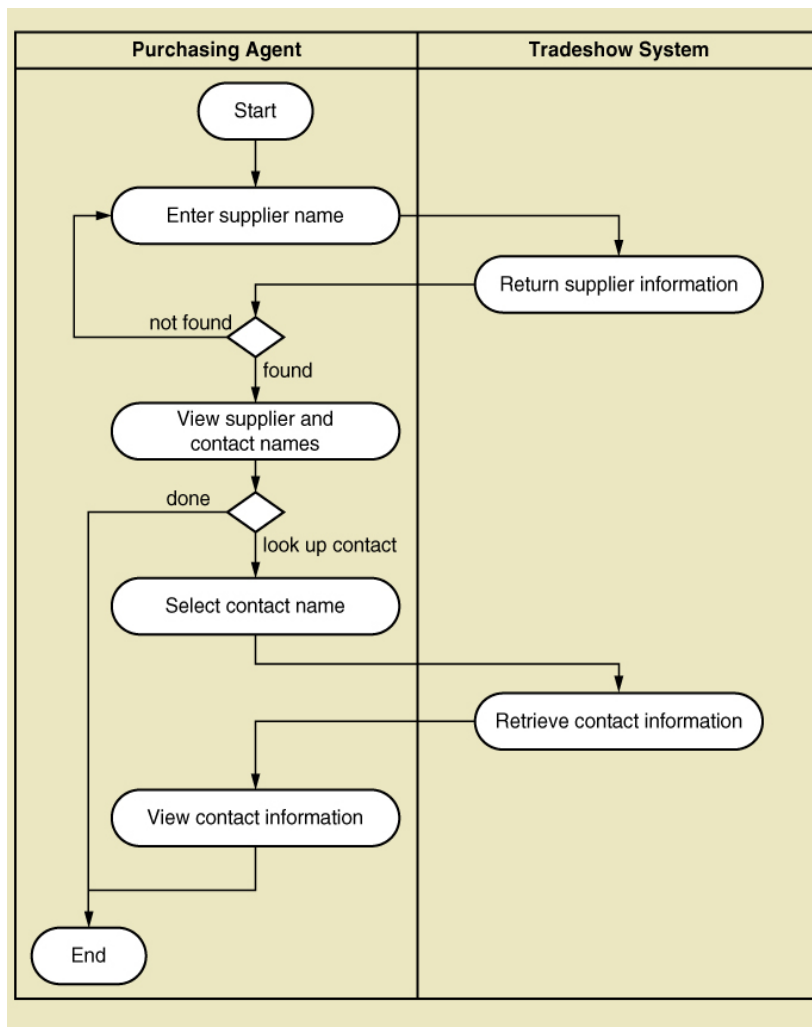 Purchasing Agent
Tradeshow System
Start
Enter supplier name
Return supplier information
not found
found
View supplier and
contact names
done
look up contact
Select contact name
Retrieve contact information
View contact information
End